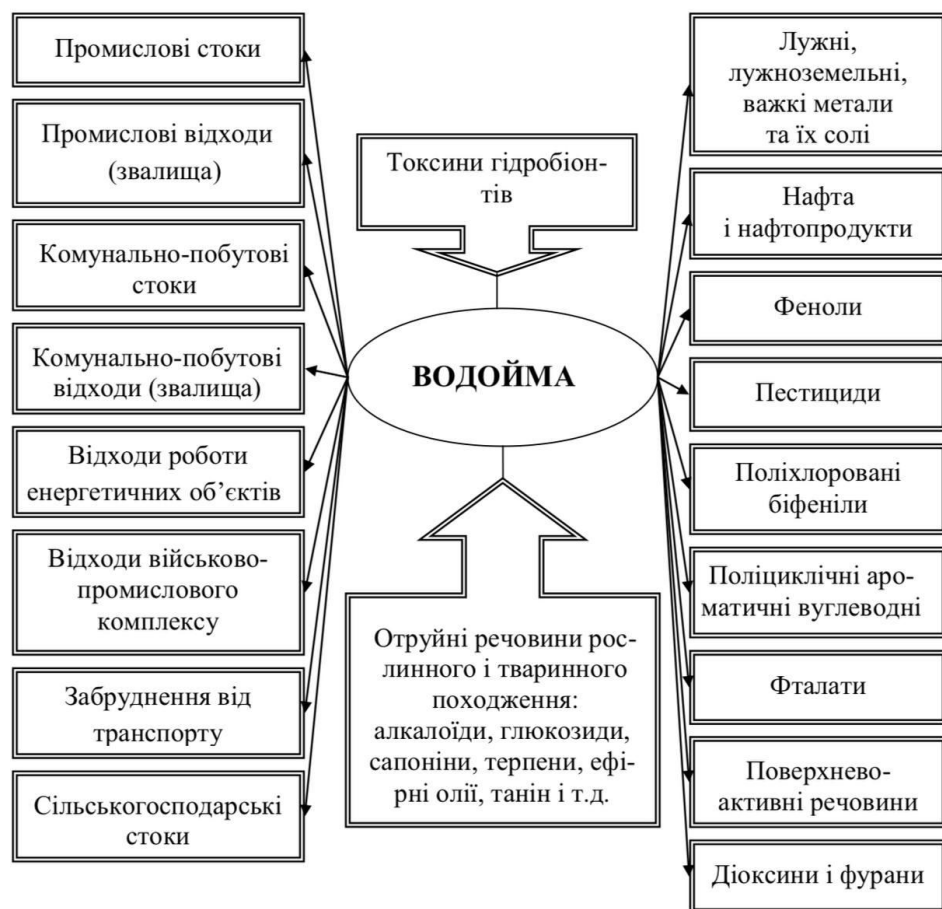 Промислові стоки
Промислові відходи
(звалища)
Комунально-побутові
стоки
Комунально-побутові
відходи (звалища)
Відходи роботи
енергетичних об’єктів
Відходи військово-
промислового
комплексу
Забруднення від
транспорту
Сільськогосподарські
стоки
Токсини гідробіон-
тів
ВОДОЙМА
Отруйні речовини рос-
линного і тваринного
походження:
алкалоїди, глюкозиди,
сапоніни, терпени, ефі-
рні олії, танін і т.д.
Лужні,
лужноземельні,
важкі метали
та їх солі
Нафта
і нафтопродукти
Феноли
Пестициди
Поліхлоровані
біфеніли
Поліциклічні аро-
матичні вуглеводні
Фталати
Поверхнево-
активні речовини
Діоксини і фурани